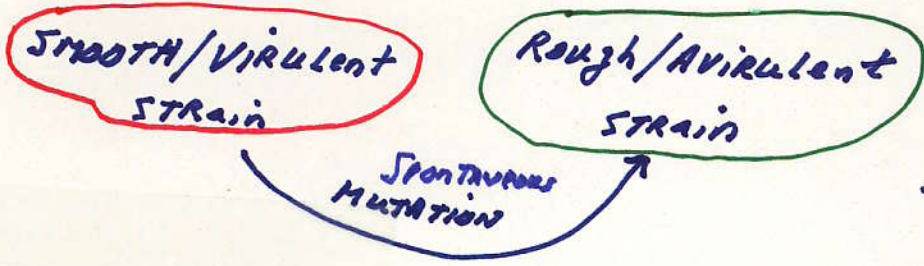 SMOOTH/VIRulent
STRain
Rough/AViRulent
STRain
SPONTANEOUS
MUTATION